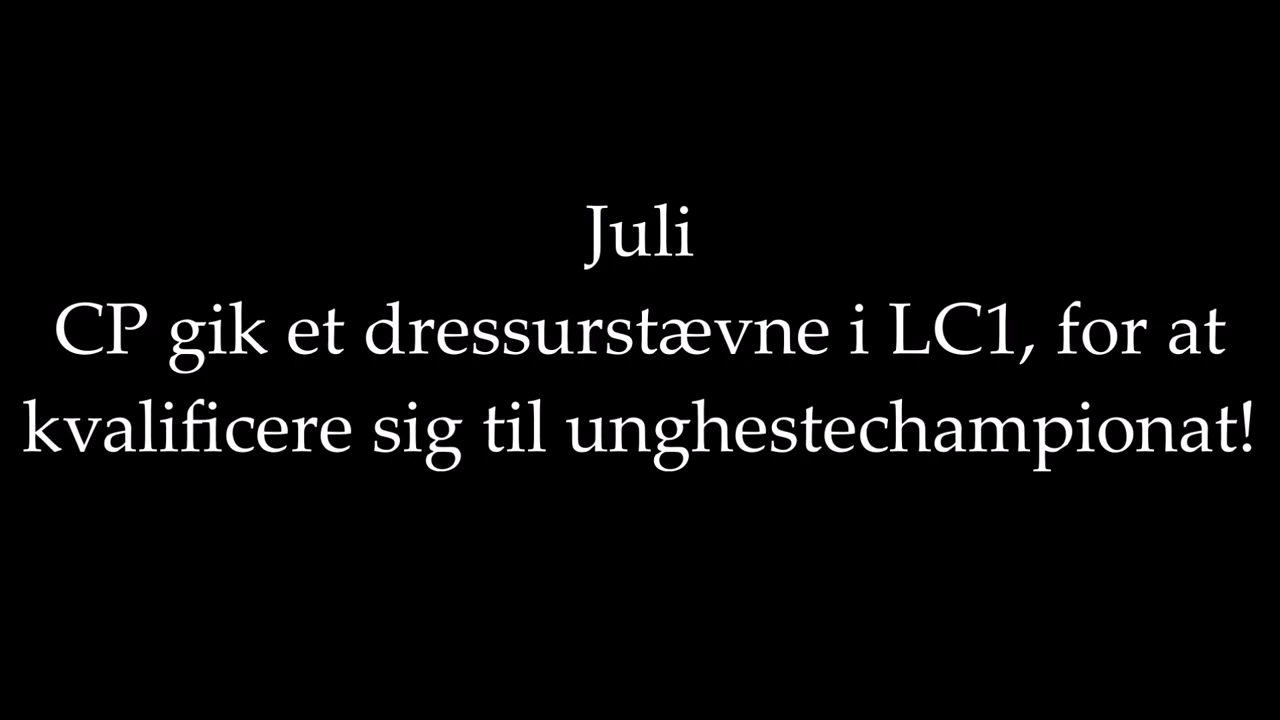 Juli
CP gik et dressurstævne i LC1, for at
kvalificere sig til unghestechampionat!